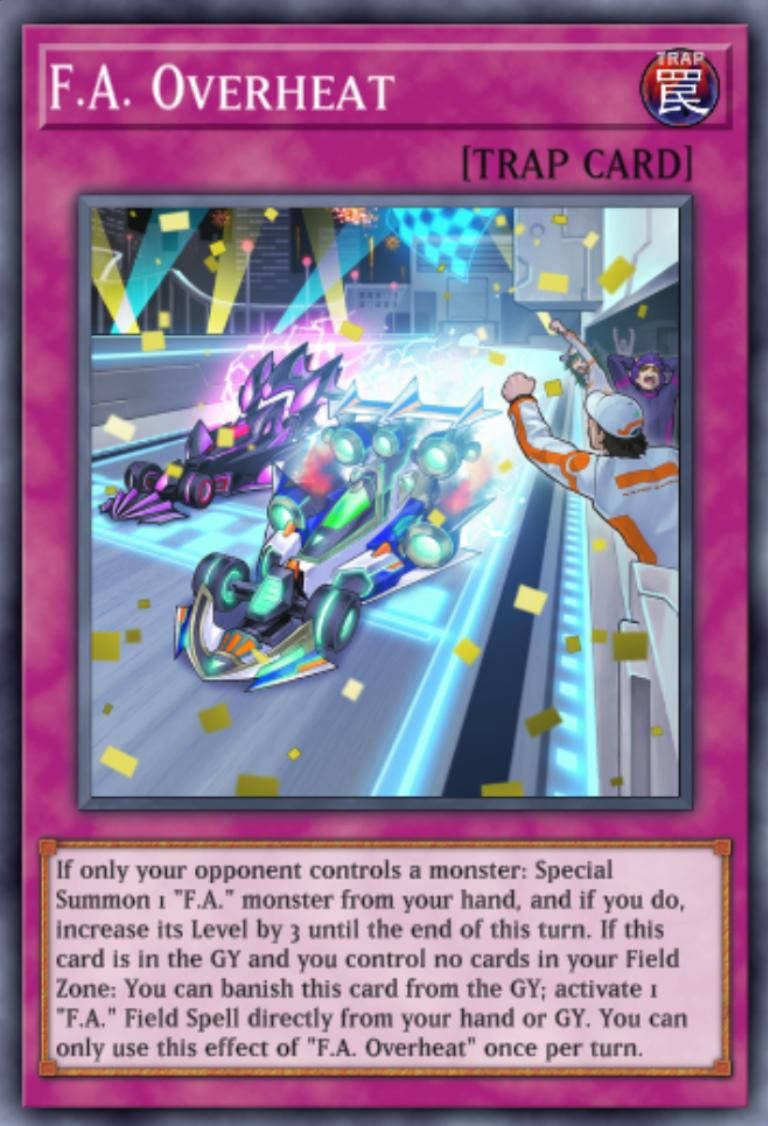 F.A. Overheat
TRAP
罠
[TRAP CARD]
If only your opponent controls a monster: Special
Summon 1 "F.A." monster from your hand, and if you do,
increase its Level by 3 until the end of this turn. If this
card is in the GY and you control no cards in your Field
Zone: You can banish this card from the GY; activate 1
"F.A." Field Spell directly from your hand or GY. You can
only use this effect of "F.A. Overheat" once per turn.